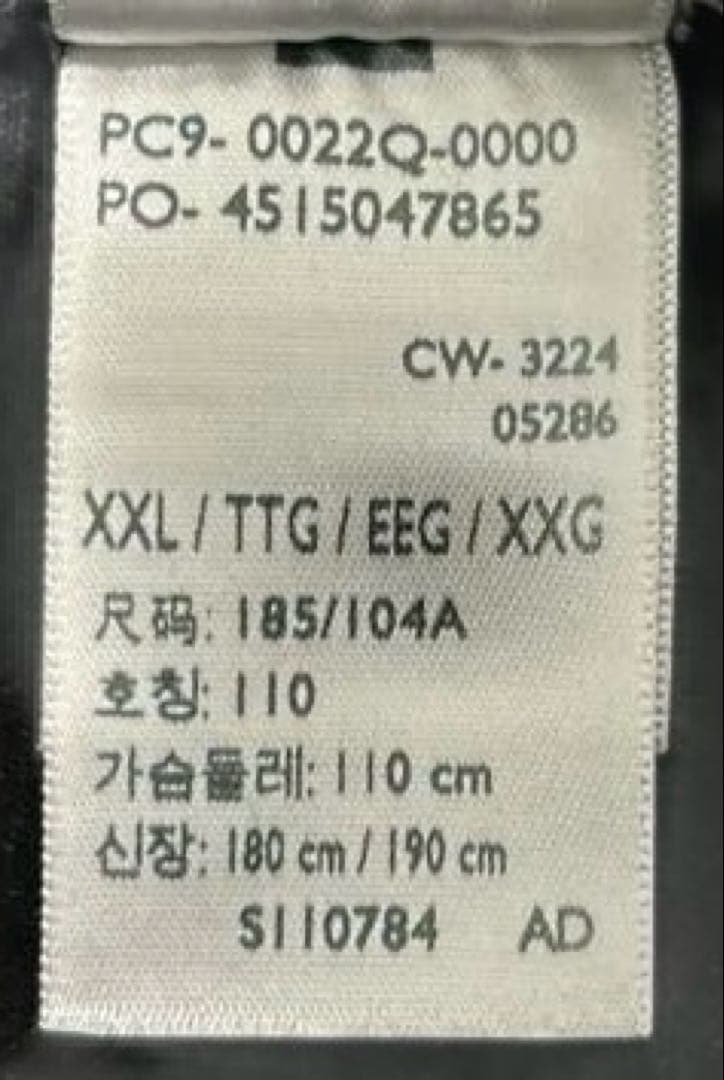 PC9- 0022Q-0000
PO- 4515047865
CW- 3224
05286
XXL / TTG / EEG / XXG
尺码: 185/104A
호칭: 110
가슴둘레: 110 cm
신장: 180 cm / 190 cm
S110784 AD